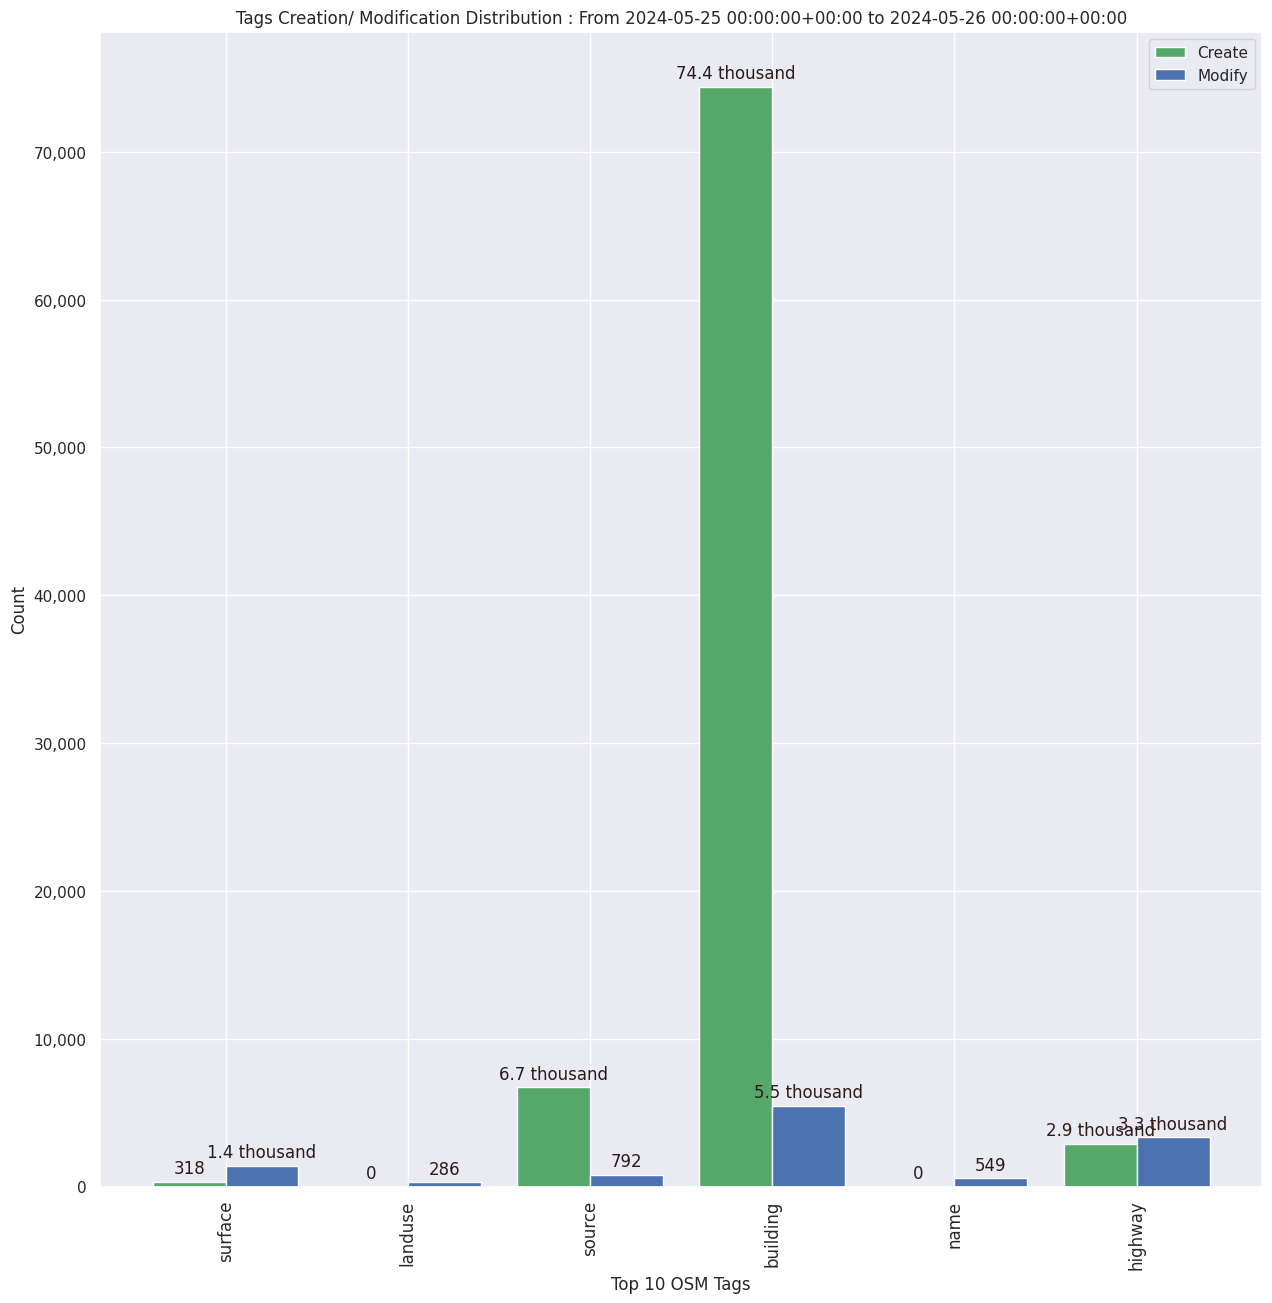 Tags Creation/ Modification Distribution : From 2024-05-25 00:00:00+00:00 to 2024-05-26 00:00:00+00:00
Create
Modify
74.4 thousand
70,000
60,000
50,000
40,000
30,000
20,000
10,000
0
Count
318
1.4 thousand
0
286
6.7 thousand
792
5.5 thousand
0
549
2.9 thousand
3.3 thousand
surface
landuse
source
building
name
highway
Top 10 OSM Tags